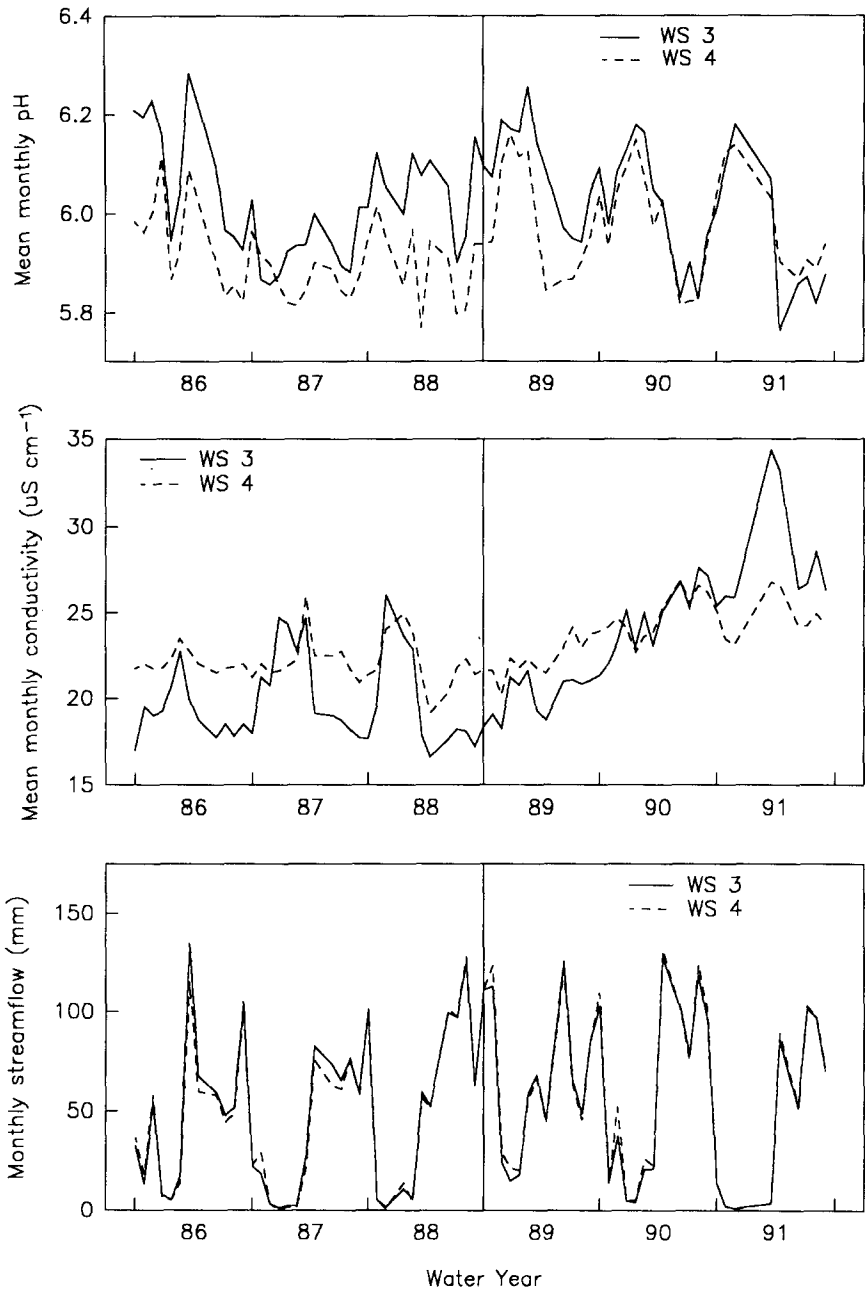 6.4
6.2
6.0
5.8
Mean monthly pH
WS 3
WS 4
86 87 88 89 90 91
35
30
25
20
15
Mean monthly conductivity (uS cm⁻¹)
WS 3
WS 4
86 87 88 89 90 91
150
100
50
0
Monthly streamflow (mm)
WS 3
WS 4
86 87 88 89 90 91
Water Year